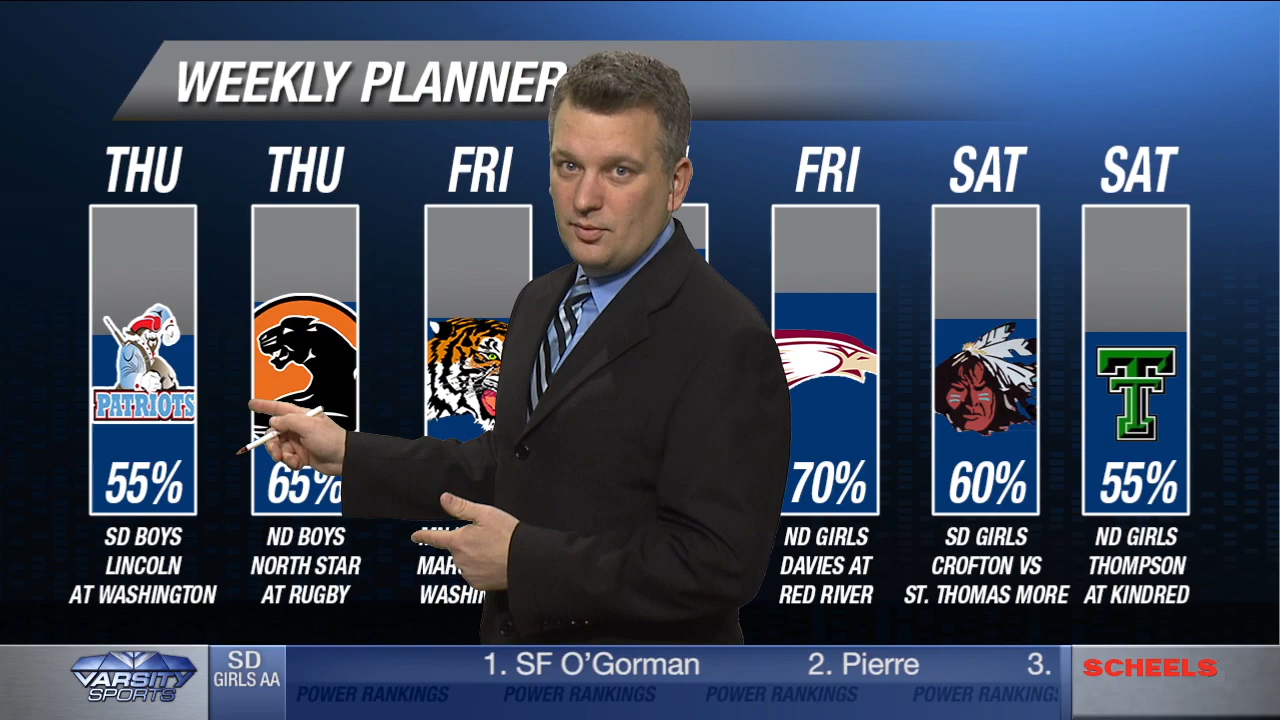 WEEKLY PLANNER
THU
THU
FRI
FRI
SAT
SAT
PATRIOTS
T
55%
65%
70%
60%
55%
SD BOYS
LINCOLN
AT WASHINGTON
ND BOYS
NORTH STAR
AT RUGBY
ND GIRLS
DAVIES AT
RED RIVER
SD GIRLS
CROFTON VS
ST. THOMAS MORE
ND GIRLS
THOMPSON
AT KINDRED
VARSITY
SPORTS
SD
GIRLS AA
1. SF O'Gorman
2. Pierre
3.
POWER RANKINGS
POWER RANKINGS
POWER RANKINGS
POWER RANKINGS
SCHEELS